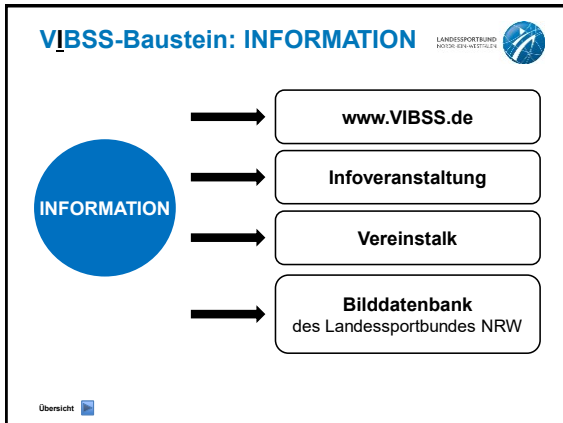 VIBSS-Baustein: INFORMATION
LANDESSPORTBUND
NORDRHEIN-WESTFALEN
INFORMATION
www.VIBSS.de
Infoveranstaltung
Vereinstalk
Bilddatenbank
des Landessportbundes NRW
Übersicht